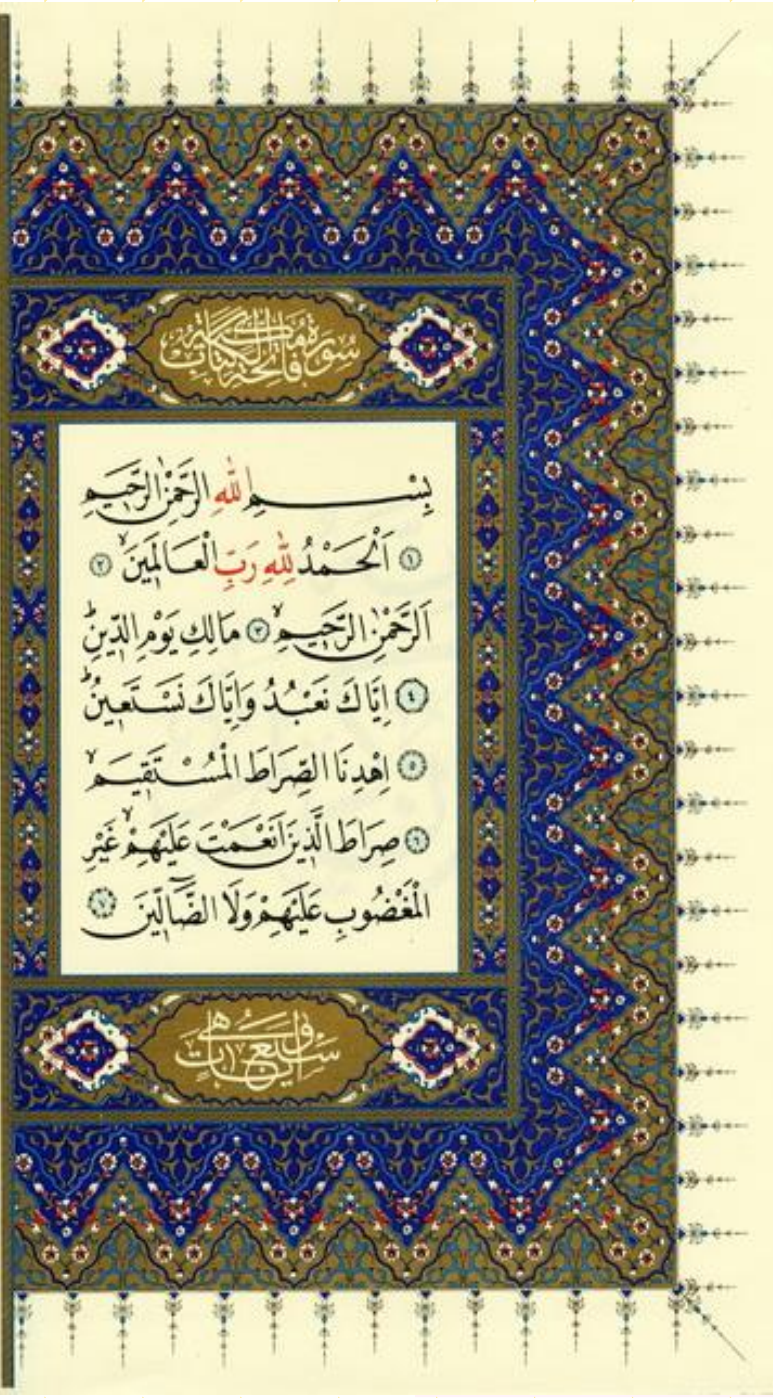 سُورَةُ فَاتِحَةِ الْكِتَابِ مَكِّيَّةٌ
بِسْمِ اللهِ الرَّحْمٰنِ الرَّحِيمِ
﴿١﴾ اَلْحَمْدُ لِلهِ رَبِّ الْعَالَمِينَ ﴿٢﴾
اَلرَّحْمٰنِ الرَّحِيمِ ﴿٣﴾ مَالِكِ يَوْمِ الدِّينِ
﴿٤﴾ اِيَّاكَ نَعْبُدُ وَاِيَّاكَ نَسْتَعِينُ
﴿٥﴾ اِهْدِنَا الصِّرَاطَ الْمُسْتَقِيمَ
﴿٦﴾ صِرَاطَ الَّذِينَ اَنْعَمْتَ عَلَيْهِمْ غَيْرِ
الْمَغْضُوبِ عَلَيْهِمْ وَلَا الضَّٓالِّينَ ﴿٧﴾
وَهِيَ سَبْعُ اٰيَاتٍ